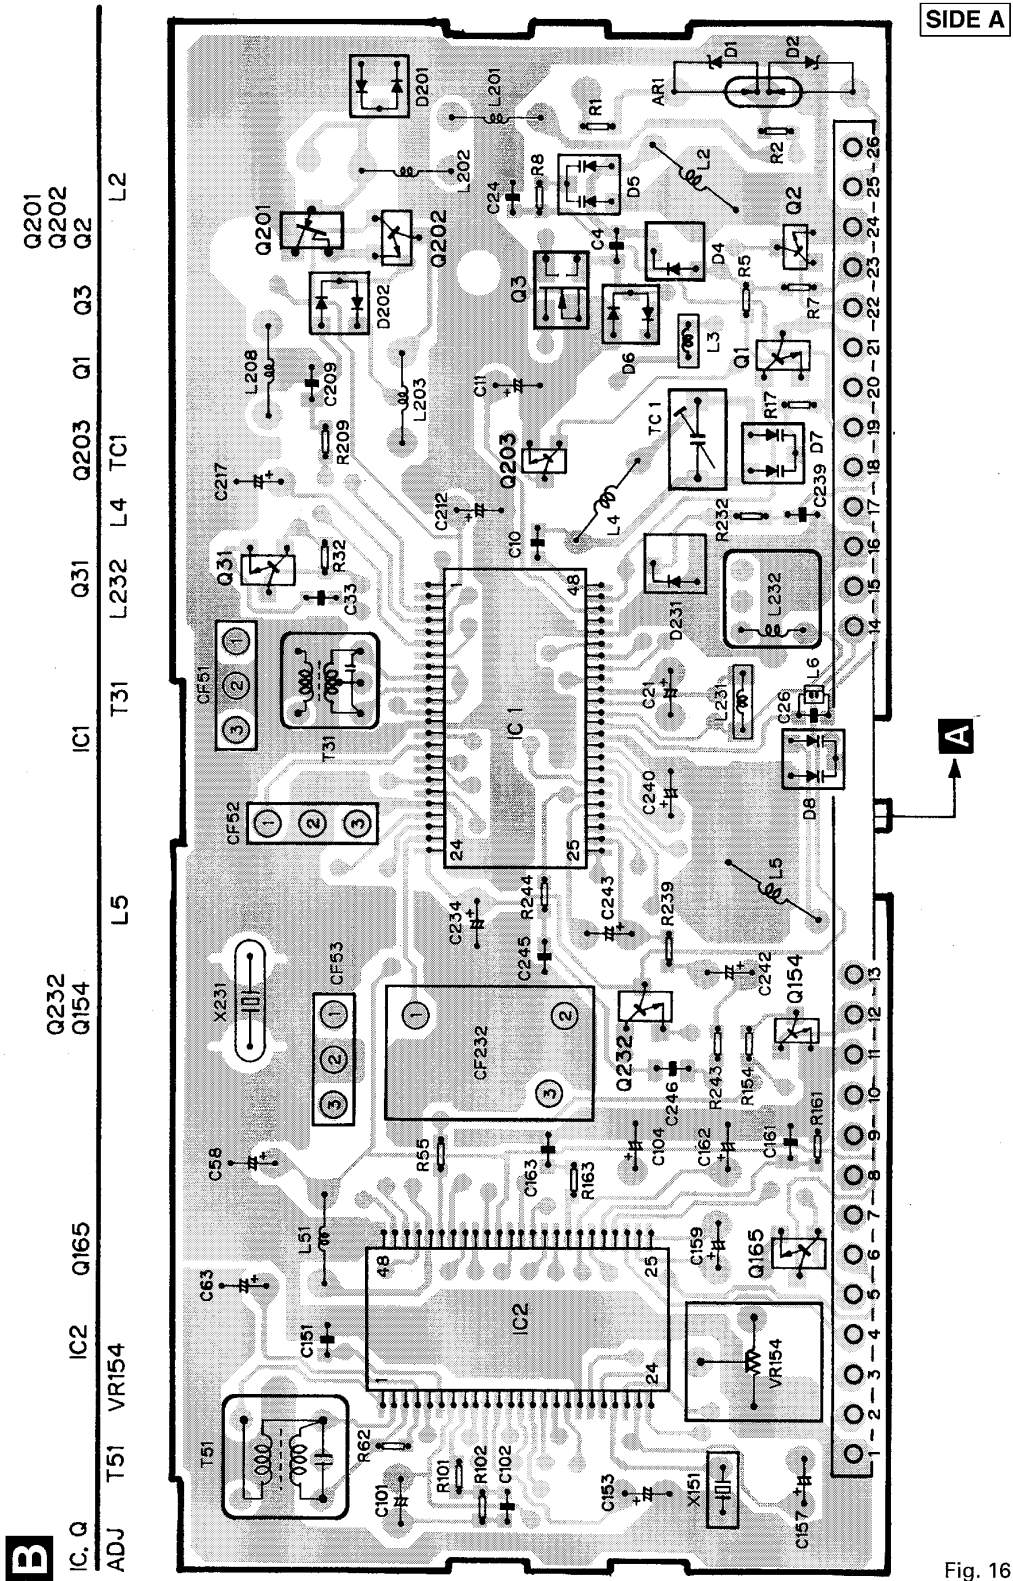 SIDE A
B
IC, Q
ADJ
IC2 Q165 Q232 Q154 IC1 Q31 Q203 Q1 Q3 Q2 Q202 Q201
T51 VR154 L5 T31 L232 L4 TC1 L2
D201
L201
R1
AR1
D1
D2
L202
C24
R8
D5
L2
R2
Q201
Q202
C4
D4
Q2
D202
Q3
R5
R7
D6
L3
Q1
L208
C209
L203
C11
R209
Q203
TC 1
R17
D7
C217
C212
L4
C239
R232
Q31
R32
C10
C33
1
48
D231
L232
CF51
1
2
3
T31
IC 1
C21
L231
C26
L6
D8
A
CF52
1
2
3
24
25
C240
L5
C234
R244
C243
R239
C245
X231
CF53
1
2
3
CF232
1
2
3
Q232
C242
Q154
C246
R243
R154
C58
R55
C163
R163
C104
C162
C161
R161
L51
C159
Q165
C63
48
25
IC2
1
24
C151
VR154
T51
R62
C101
R101
R102
C102
C153
X151
C157
26
25
24
23
22
21
20
19
18
17
16
15
14
13
12
11
10
9
8
7
6
5
4
3
2
1
Fig. 16